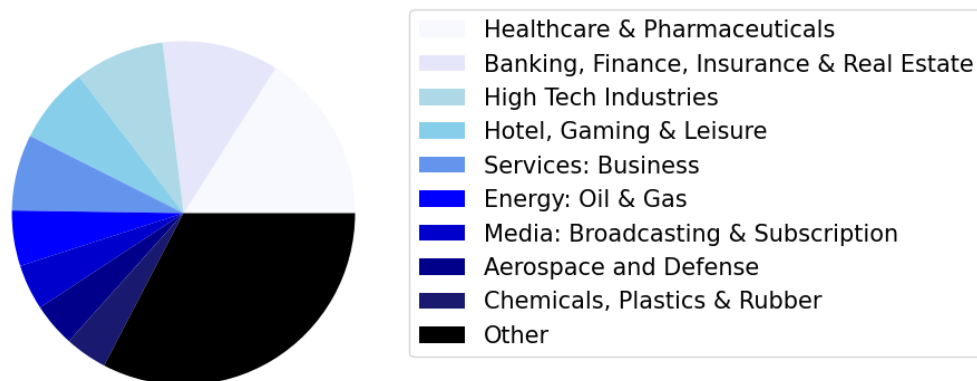 Healthcare & Pharmaceuticals
Banking, Finance, Insurance & Real Estate
High Tech Industries
Hotel, Gaming & Leisure
Services: Business
Energy: Oil & Gas
Media: Broadcasting & Subscription
Aerospace and Defense
Chemicals, Plastics & Rubber
Other